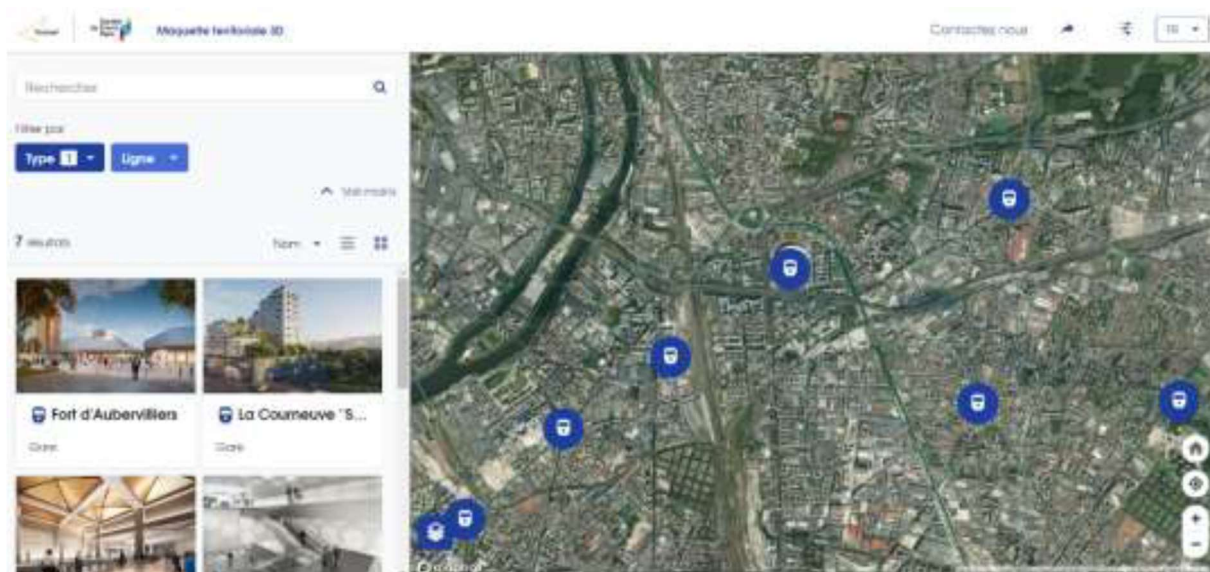 Maquette territoriale 3D
Contactez nous
Rechercher
Filtrer par
Type 1
Ligne
Voir moins
7 résultats
Nom
Fort d'Aubervilliers
La Courneuve "S...
Gare
Gare